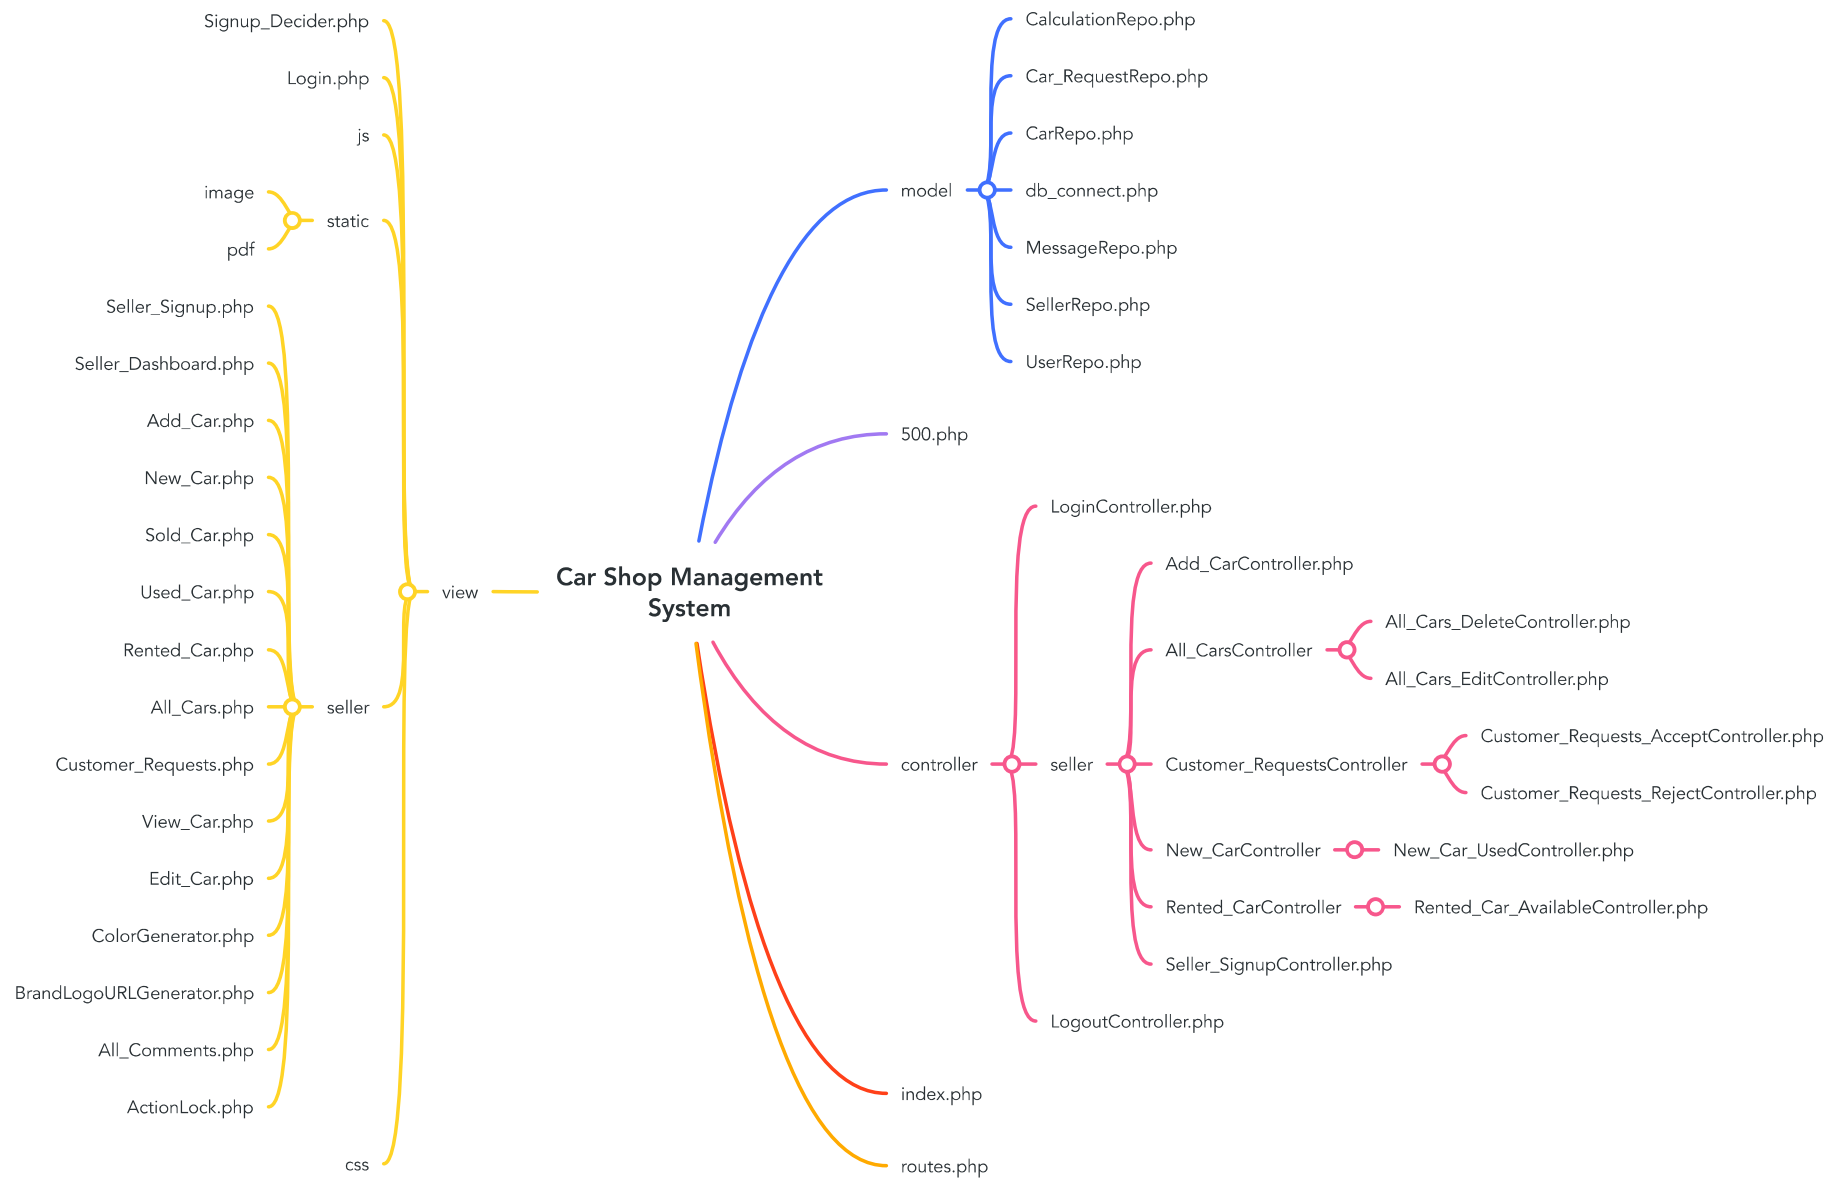 Signup_Decider.php
Login.php
js
image
pdf
static
Seller_Signup.php
Seller_Dashboard.php
Add_Car.php
New_Car.php
Sold_Car.php
Used_Car.php
Rented_Car.php
All_Cars.php
Customer_Requests.php
View_Car.php
Edit_Car.php
ColorGenerator.php
BrandLogoURLGenerator.php
All_Comments.php
ActionLock.php
seller
css
view
Car Shop Management
System
model
CalculationRepo.php
Car_RequestRepo.php
CarRepo.php
db_connect.php
MessageRepo.php
SellerRepo.php
UserRepo.php
500.php
controller
LoginController.php
seller
Add_CarController.php
All_CarsController
All_Cars_DeleteController.php
All_Cars_EditController.php
Customer_RequestsController
Customer_Requests_AcceptController.php
Customer_Requests_RejectController.php
New_CarController
New_Car_UsedController.php
Rented_CarController
Rented_Car_AvailableController.php
Seller_SignupController.php
LogoutController.php
index.php
routes.php